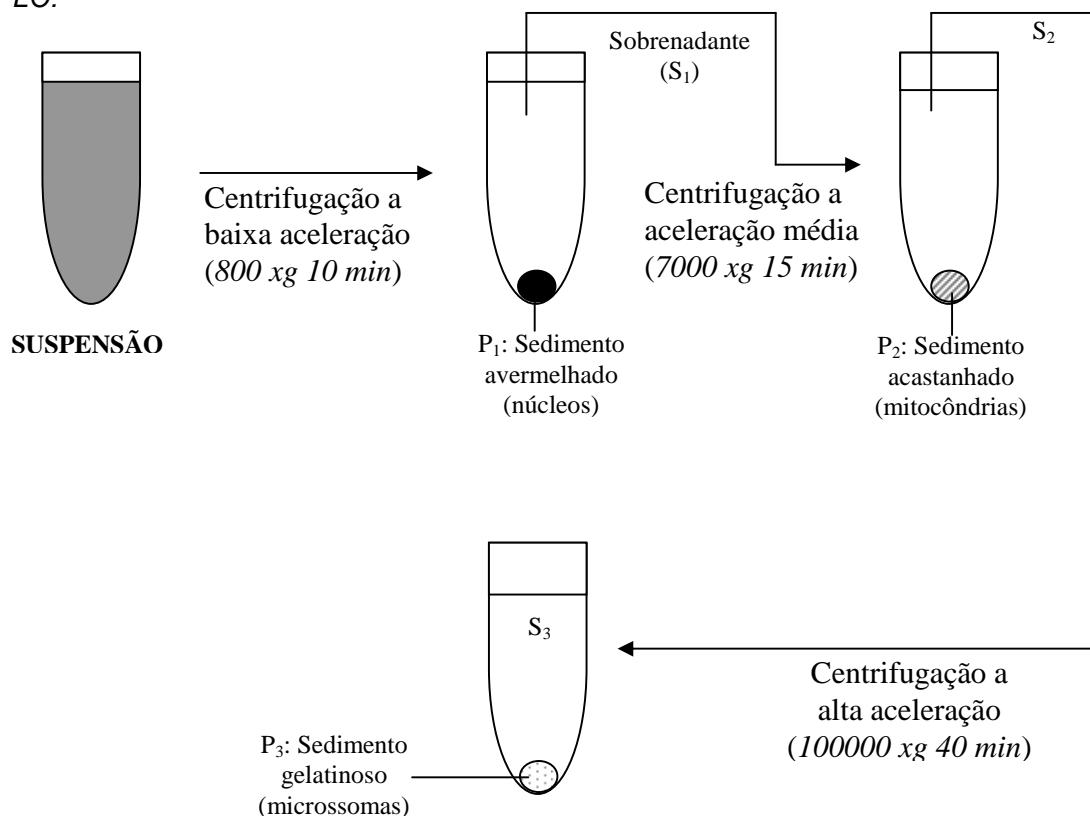 EO.
Sobrenadante
(S₁)
S₂
Centrifugação a
baixa aceleração
(800 xg 10 min)
Centrifugação a
aceleração média
(7000 xg 15 min)
SUSPENSÃO
P₁: Sedimento
avermelhado
(núcleos)
P₂: Sedimento
acastanhado
(mitocôndrias)
S₃
Centrifugação a
alta aceleração
(100000 xg 40 min)
P₃: Sedimento
gelatinoso
(microssomas)